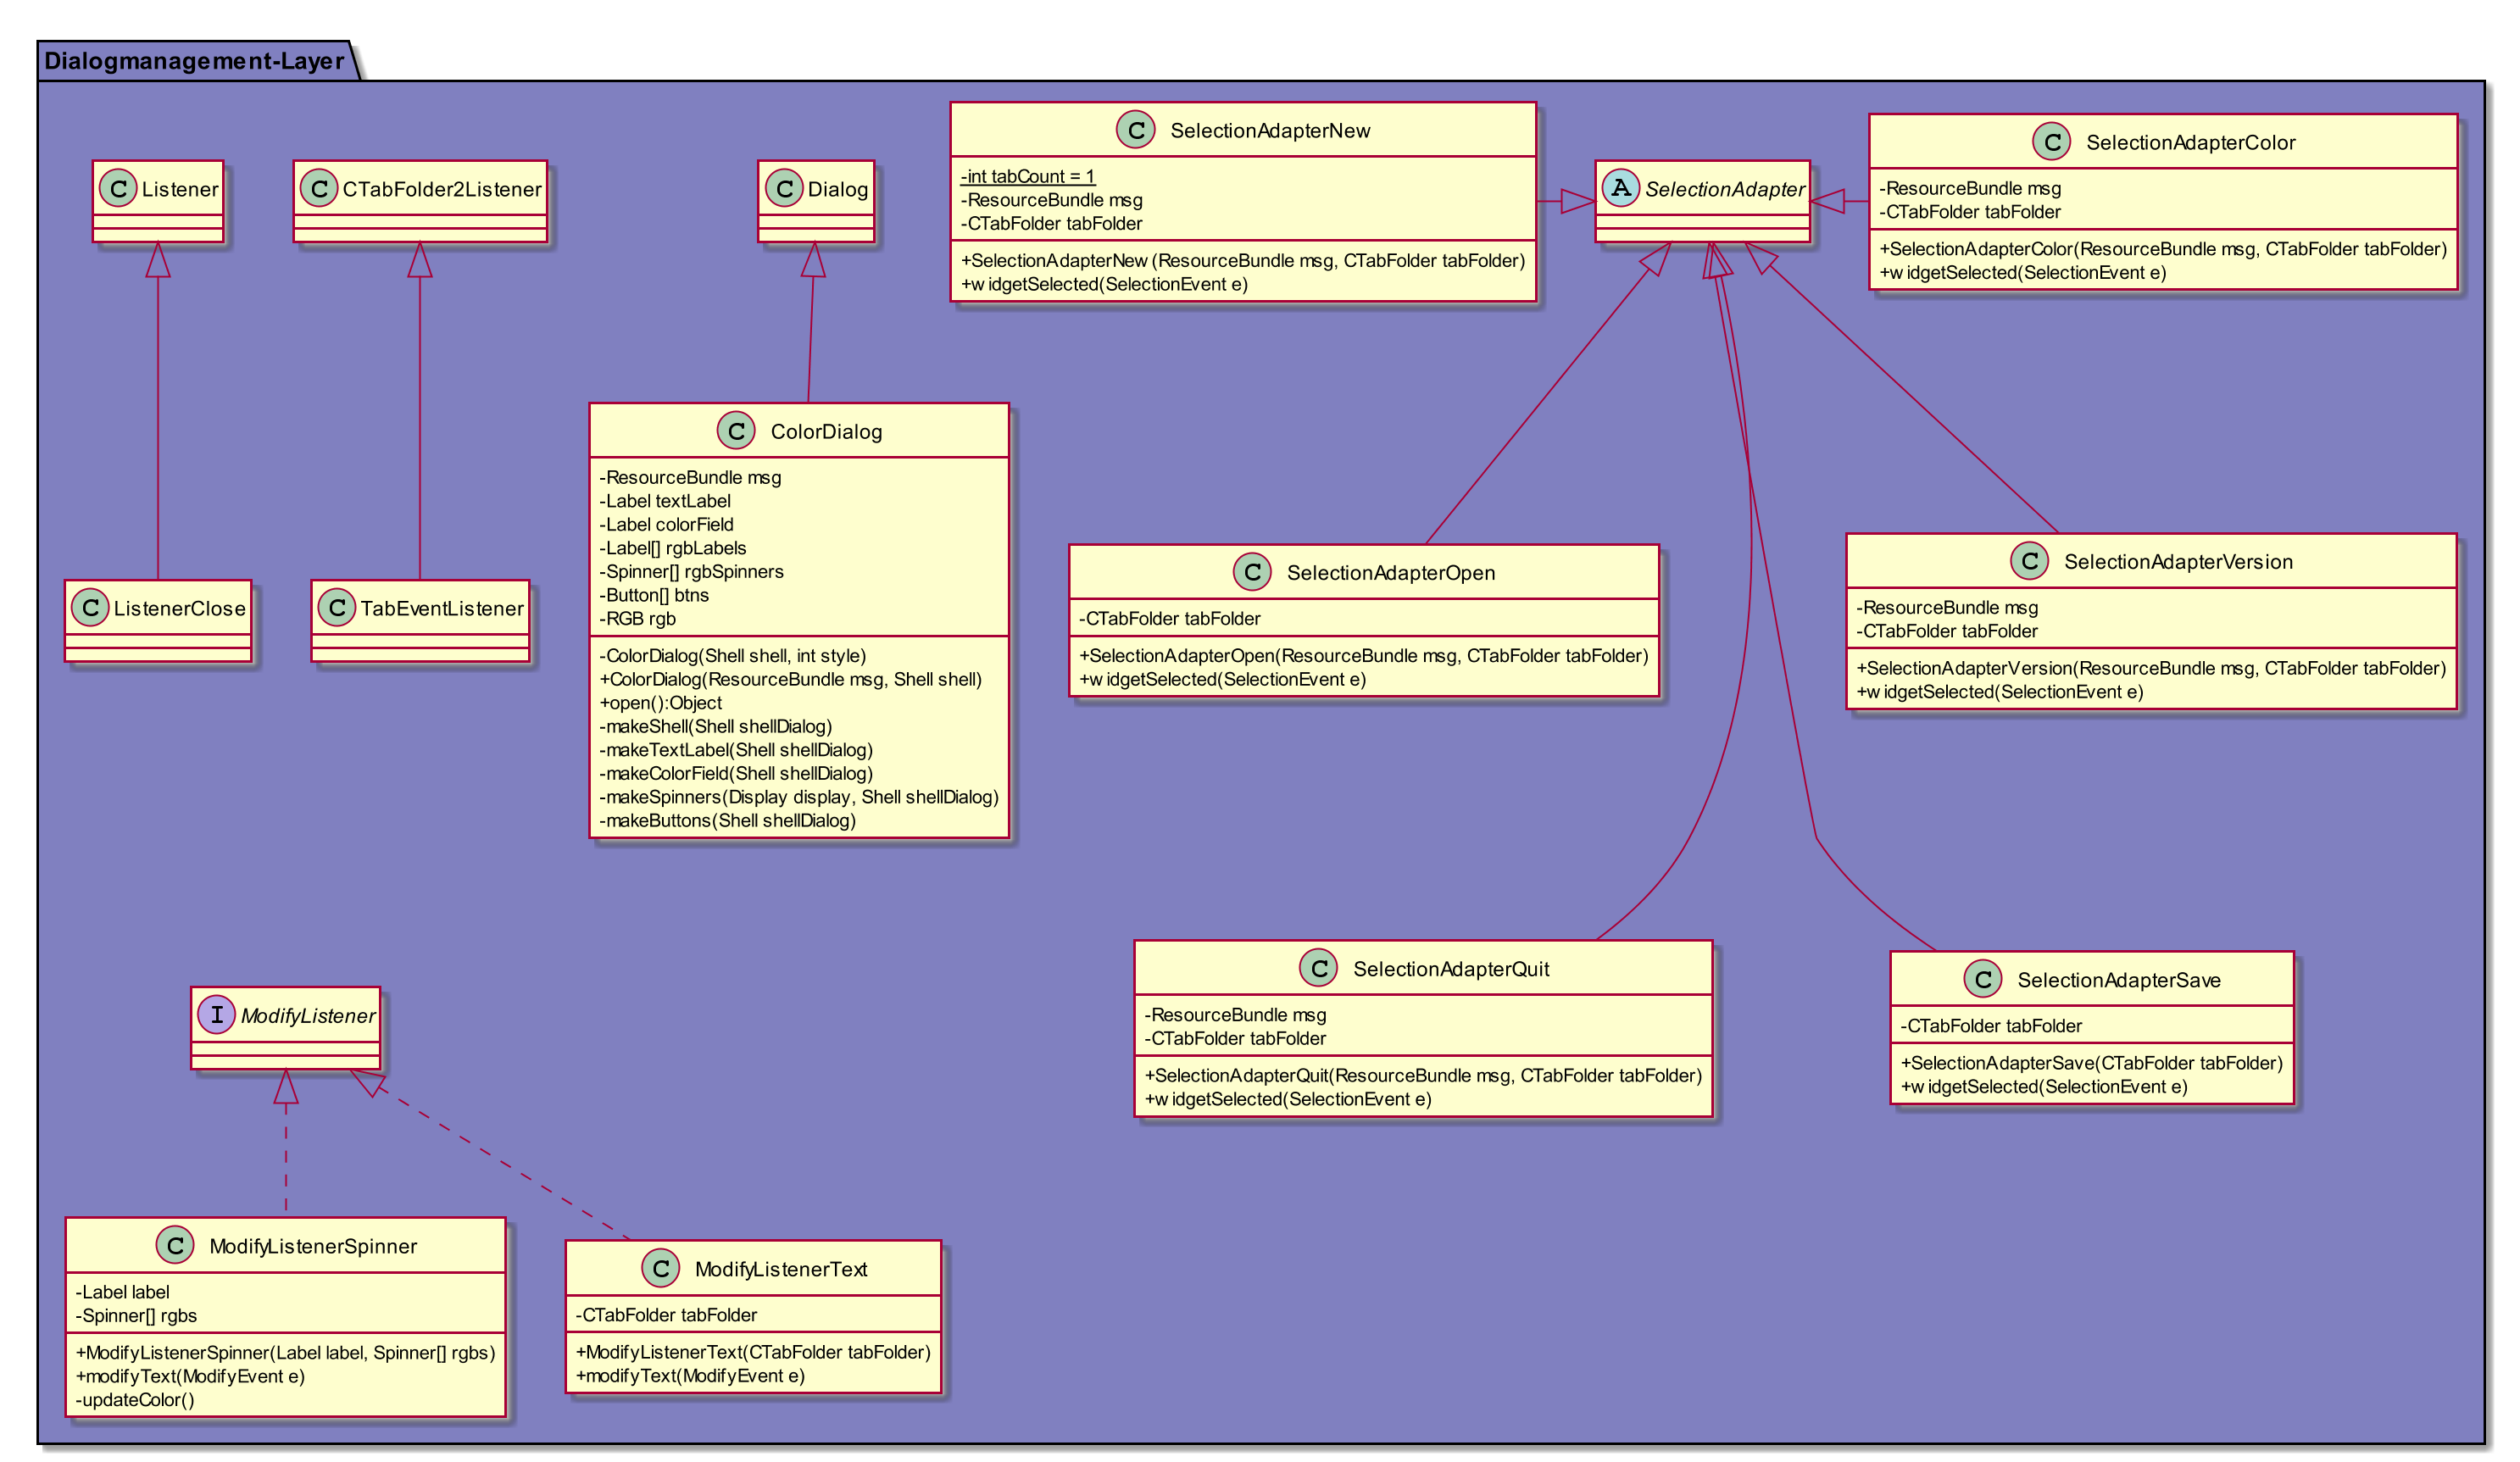 Dialogmanagement-Layer
C Listener
C CTabFolder2Listener
C Dialog
C SelectionAdapterNew
-int tabCount = 1
-ResourceBundle msg
-CTabFolder tabFolder
+SelectionAdapterNew(ResourceBundle msg, CTabFolder tabFolder)
+widgetSelected(SelectionEvent e)
A SelectionAdapter
C SelectionAdapterColor
-ResourceBundle msg
-CTabFolder tabFolder
+SelectionAdapterColor(ResourceBundle msg, CTabFolder tabFolder)
+widgetSelected(SelectionEvent e)
C ListenerClose
C TabEventListener
C ColorDialog
-ResourceBundle msg
-Label textLabel
-Label colorField
-Label[] rgbLabels
-Spinner[] rgbSpinners
-Button[] btns
-RGB rgb
-ColorDialog(Shell shell, int style)
+ColorDialog(ResourceBundle msg, Shell shell)
+open():Object
-makeShell(Shell shellDialog)
-makeTextLabel(Shell shellDialog)
-makeColorField(Shell shellDialog)
-makeSpinners(Display display, Shell shellDialog)
-makeButtons(Shell shellDialog)
C SelectionAdapterOpen
-CTabFolder tabFolder
+SelectionAdapterOpen(ResourceBundle msg, CTabFolder tabFolder)
+widgetSelected(SelectionEvent e)
C SelectionAdapterVersion
-ResourceBundle msg
-CTabFolder tabFolder
+SelectionAdapterVersion(ResourceBundle msg, CTabFolder tabFolder)
+widgetSelected(SelectionEvent e)
I ModifyListener
C SelectionAdapterQuit
-ResourceBundle msg
-CTabFolder tabFolder
+SelectionAdapterQuit(ResourceBundle msg, CTabFolder tabFolder)
+widgetSelected(SelectionEvent e)
C SelectionAdapterSave
-CTabFolder tabFolder
+SelectionAdapterSave(CTabFolder tabFolder)
+widgetSelected(SelectionEvent e)
C ModifyListenerSpinner
-Label label
-Spinner[] rgbs
+ModifyListenerSpinner(Label label, Spinner[] rgbs)
+modifyText(ModifyEvent e)
-updateColor()
C ModifyListenerText
-CTabFolder tabFolder
+ModifyListenerText(CTabFolder tabFolder)
+modifyText(ModifyEvent e)